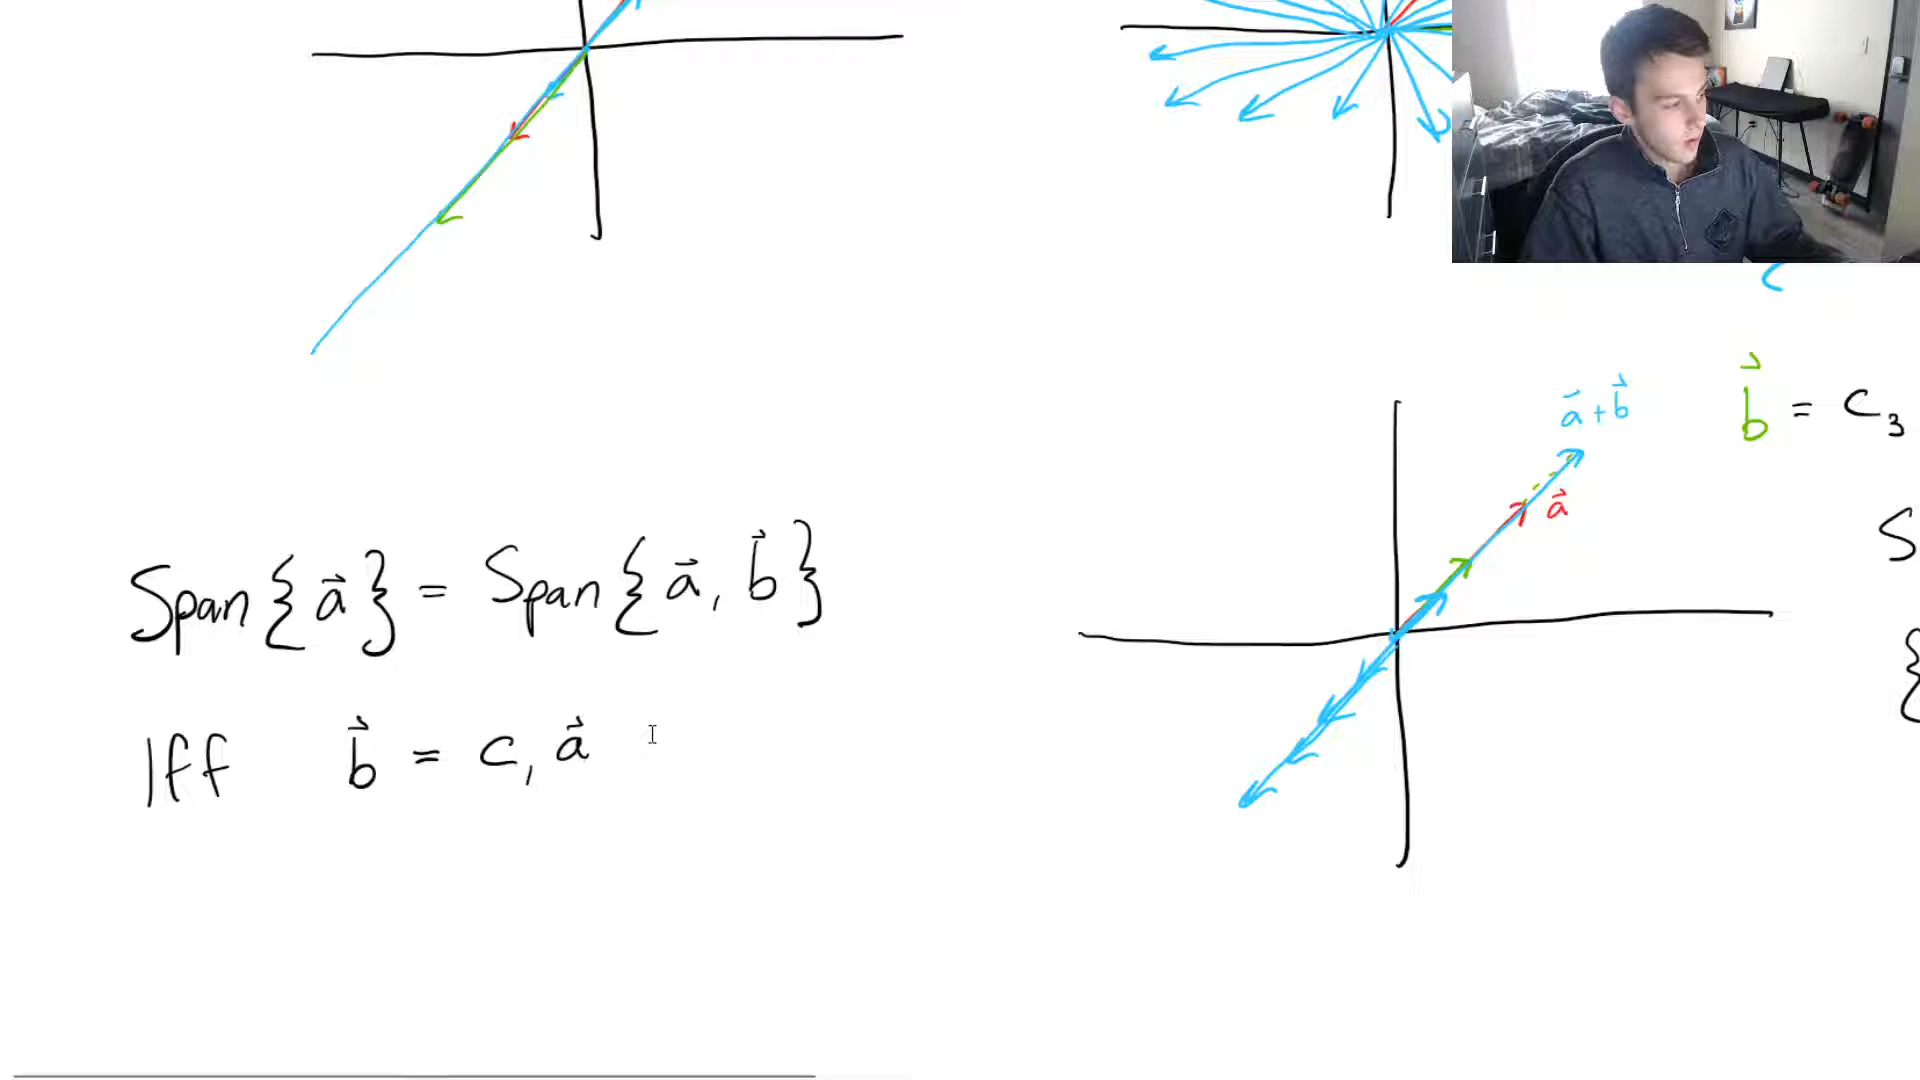 Span{a⃗} = Span{a⃗, b⃗}
Iff b⃗ = c₁ a⃗
a⃗ + b⃗
a⃗
b⃗ = c₃
S
{